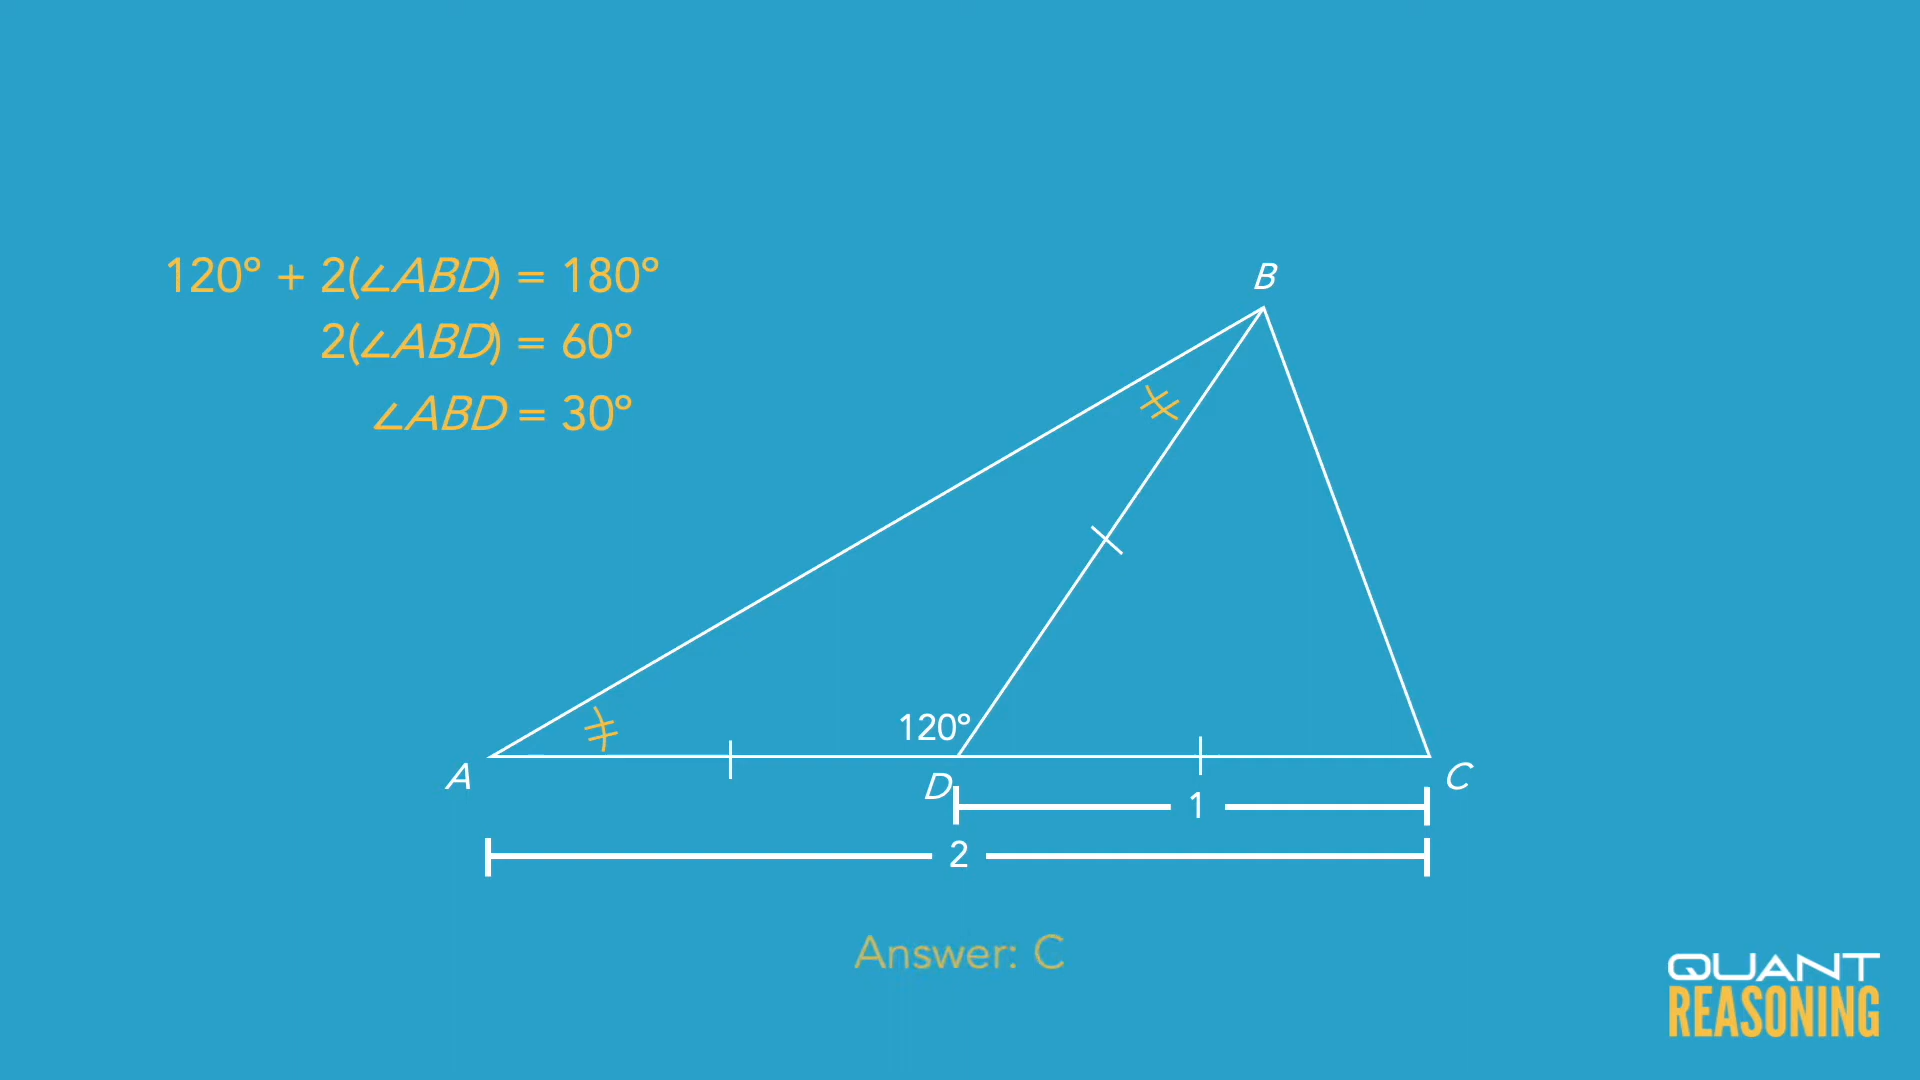 120° + 2(∠ABD) = 180°
2(∠ABD) = 60°
∠ABD = 30°
B
120°
A
D
C
1
2
Answer: C
QUANT
REASONING